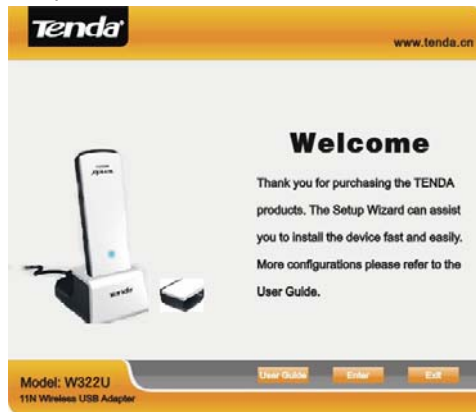 Tenda
www.tenda.cn
Welcome
Thank you for purchasing the TENDA
products. The Setup Wizard can assist
you to install the device fast and easily.
More configurations please refer to the
User Guide.
Tenda
Model: W322U
11N Wireless USB Adapter
User Guide
Enter
Exit